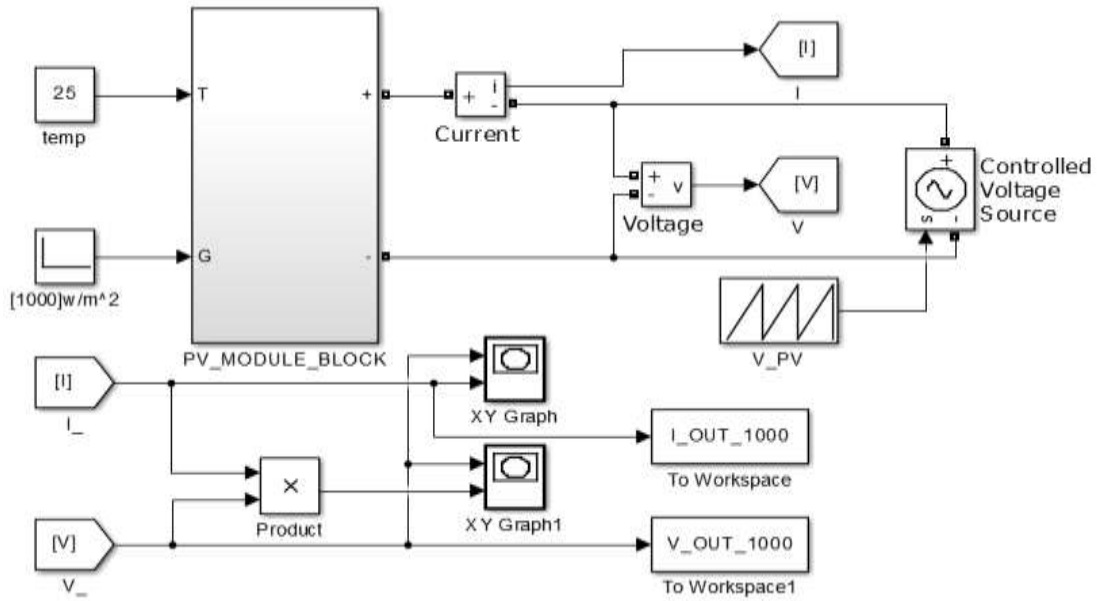 [I]
I
25
temp
T
+
+
i
-
Current
+
-
v
Voltage
[V]
V
+
s
-
Controlled
Voltage
Source
[1000]w/m^2
G
-
PV_MODULE_BLOCK
V_PV
[I]
I_
XY Graph
I_OUT_1000
To Workspace
×
Product
XY Graph1
[V]
V_
V_OUT_1000
To Workspace1